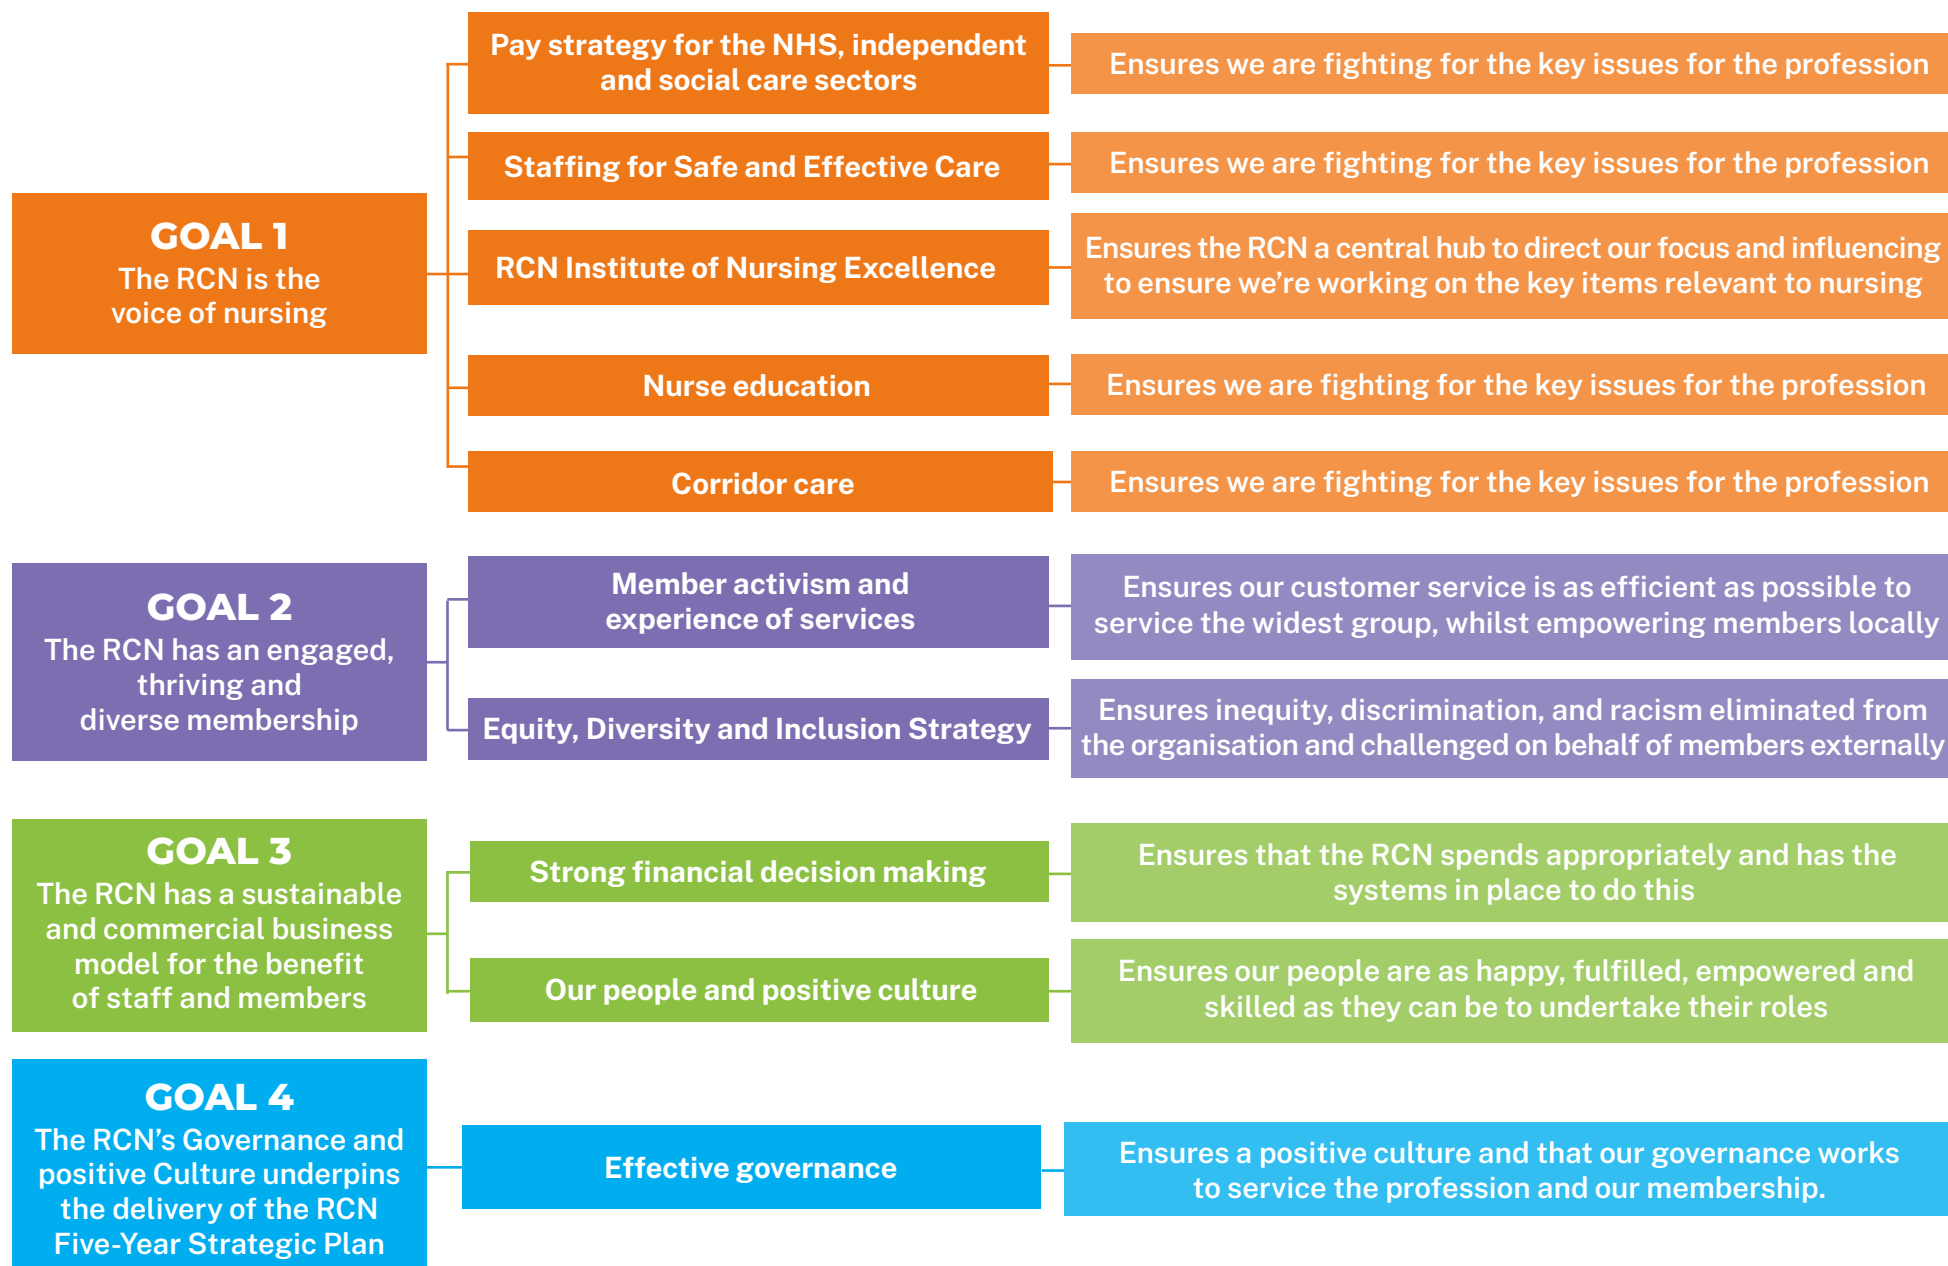 GOAL 1
The RCN is the
voice of nursing
Pay strategy for the NHS, independent
and social care sectors
Ensures we are fighting for the key issues for the profession
Staffing for Safe and Effective Care
Ensures we are fighting for the key issues for the profession
RCN Institute of Nursing Excellence
Ensures the RCN a central hub to direct our focus and influencing
to ensure we’re working on the key items relevant to nursing
Nurse education
Ensures we are fighting for the key issues for the profession
Corridor care
Ensures we are fighting for the key issues for the profession
GOAL 2
The RCN has an engaged,
thriving and
diverse membership
Member activism and
experience of services
Ensures our customer service is as efficient as possible to
service the widest group, whilst empowering members locally
Equity, Diversity and Inclusion Strategy
Ensures inequity, discrimination, and racism eliminated from
the organisation and challenged on behalf of members externally
GOAL 3
The RCN has a sustainable
and commercial business
model for the benefit
of staff and members
Strong financial decision making
Ensures that the RCN spends appropriately and has the
systems in place to do this
Our people and positive culture
Ensures our people are as happy, fulfilled, empowered and
skilled as they can be to undertake their roles
GOAL 4
The RCN’s Governance and
positive Culture underpins
the delivery of the RCN
Five-Year Strategic Plan
Effective governance
Ensures a positive culture and that our governance works
to service the profession and our membership.